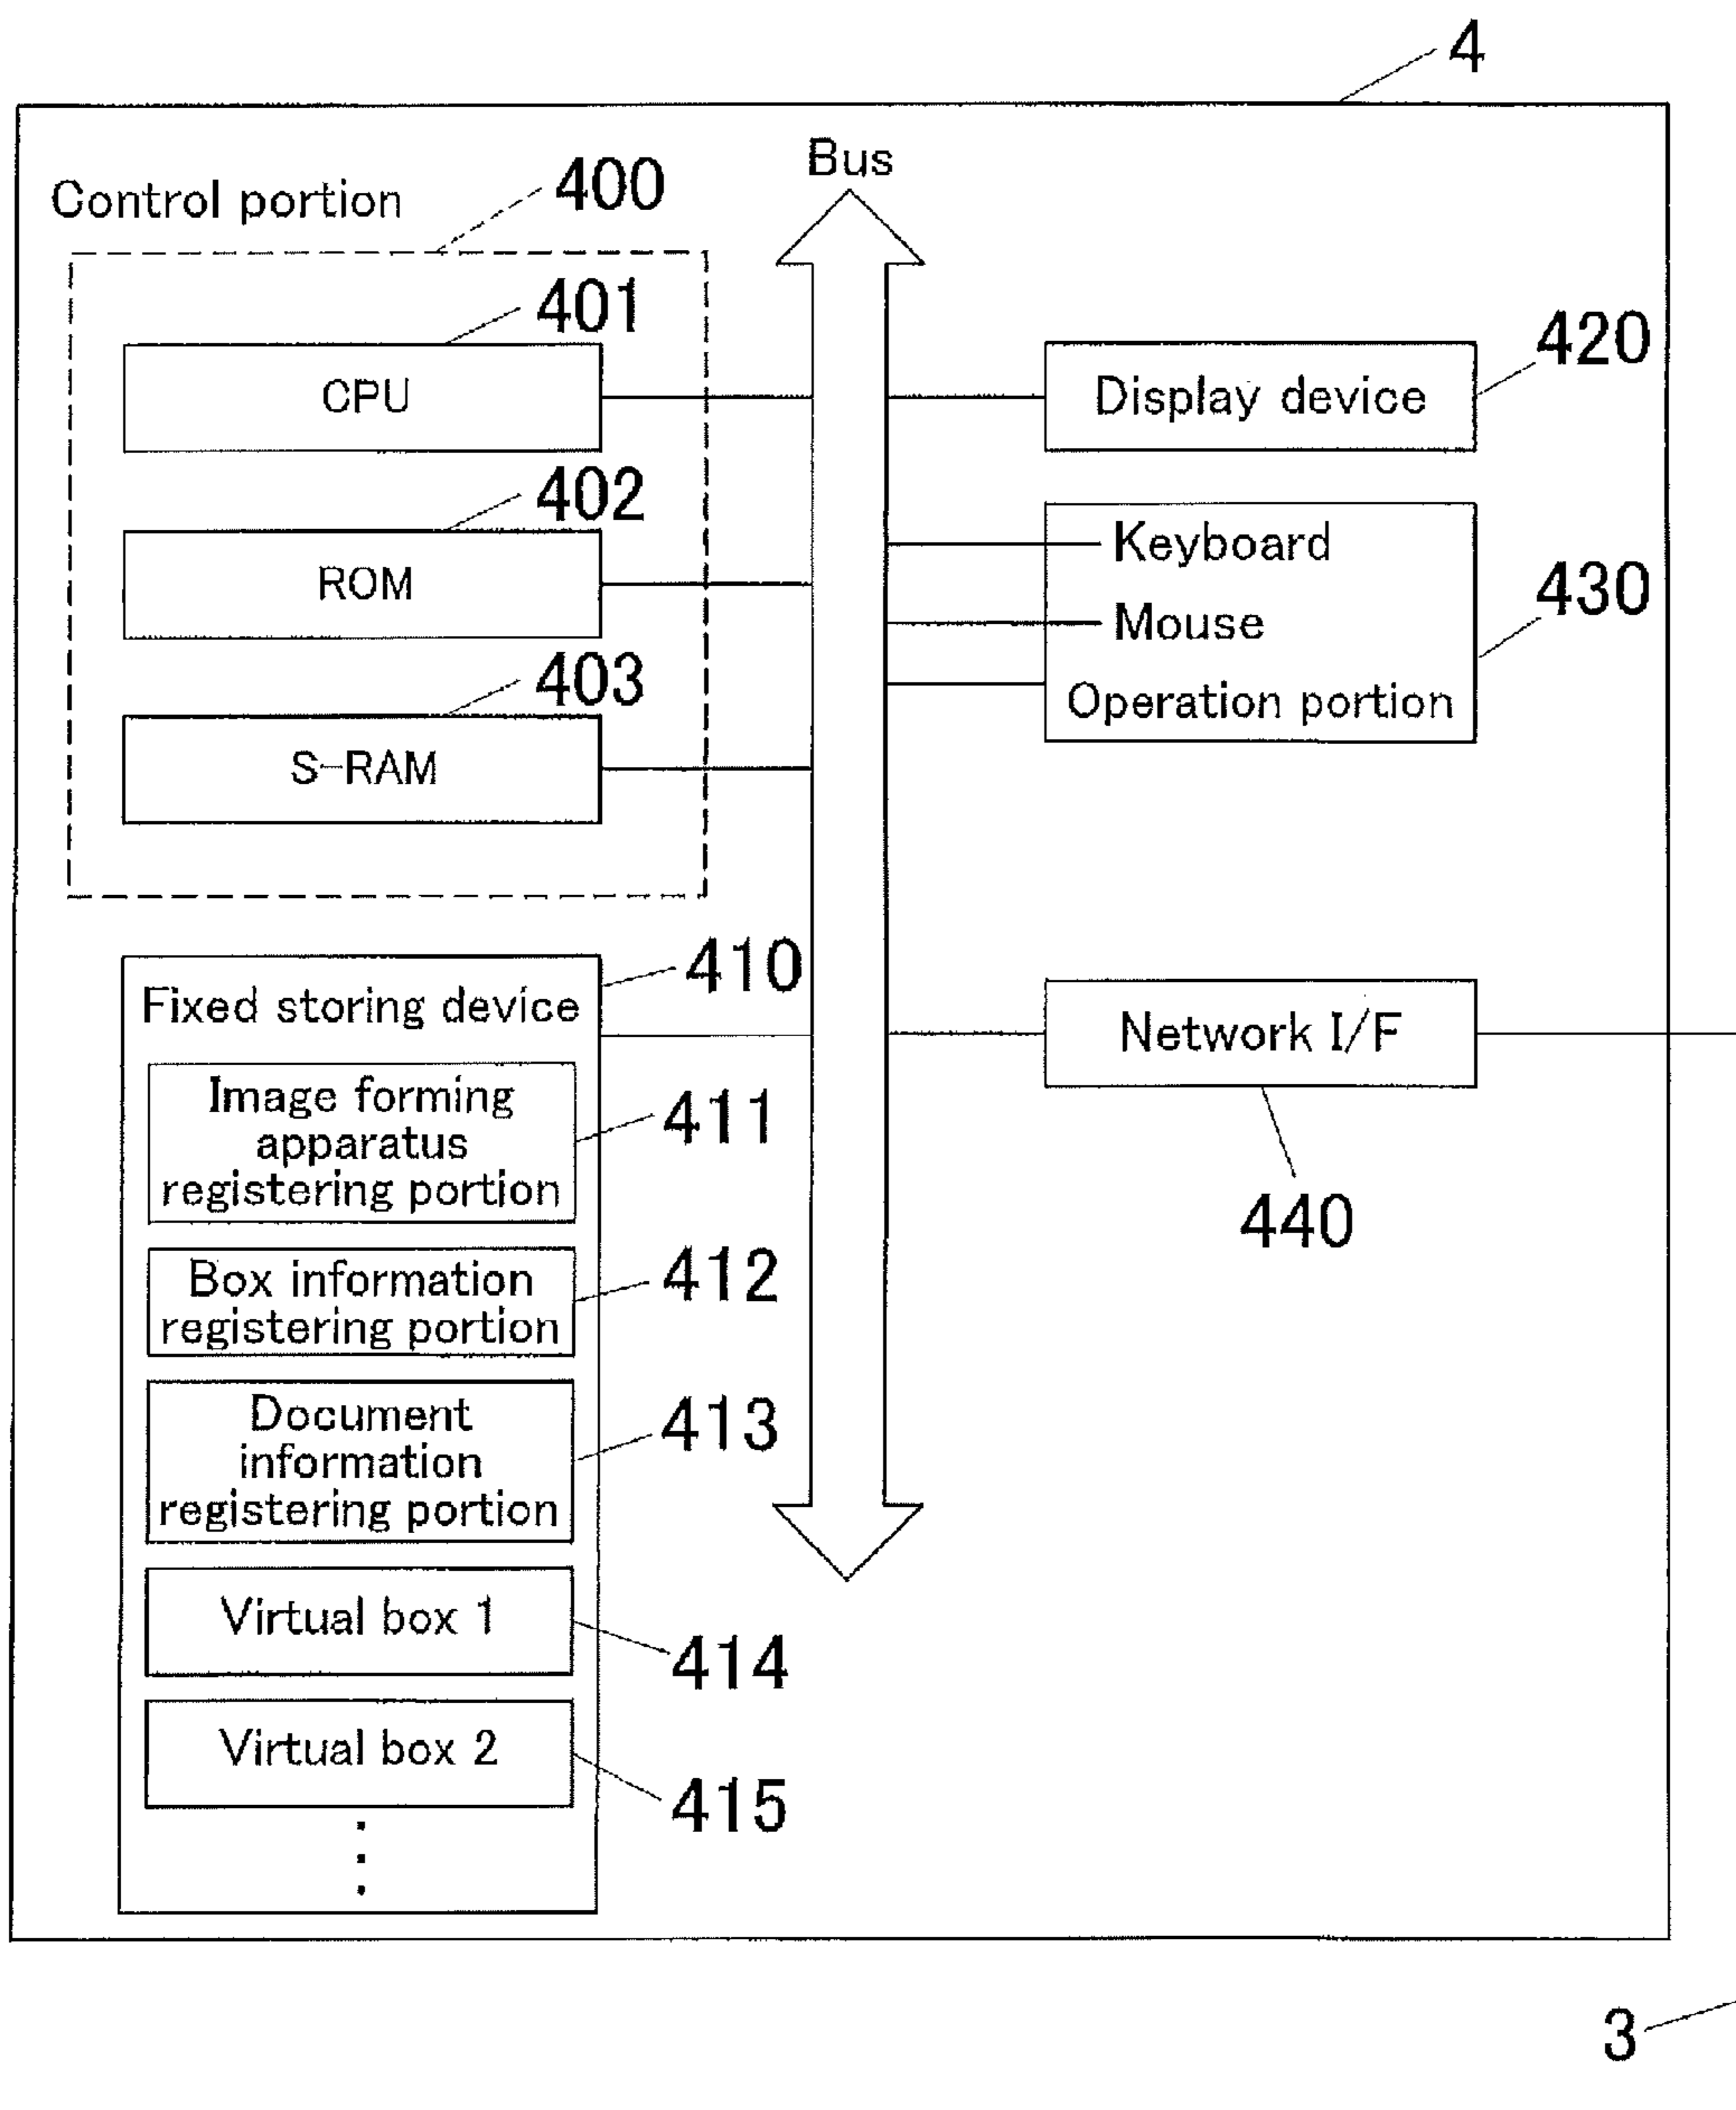 4
Bus
Control portion
400
401
CPU
402
ROM
403
S-RAM
420
Display device
Keyboard
Mouse
Operation portion
430
410
Fixed storing device
Image forming
apparatus
registering portion
411
Box information
registering portion
412
Document
information
registering portion
413
Virtual box 1
414
Virtual box 2
415
⋮
Network I/F
440
3